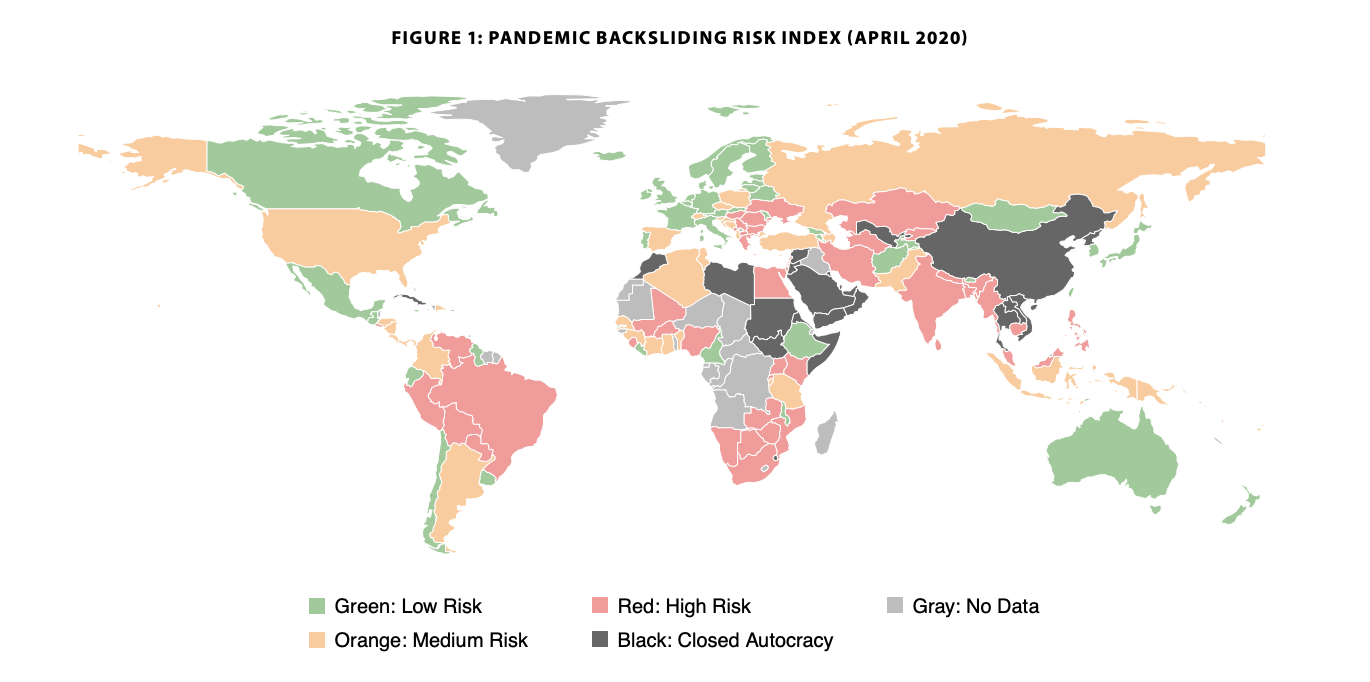 FIGURE 1: PANDEMIC BACKSLIDING RISK INDEX (APRIL 2020)
Green: Low Risk
Red: High Risk
Gray: No Data
Orange: Medium Risk
Black: Closed Autocracy